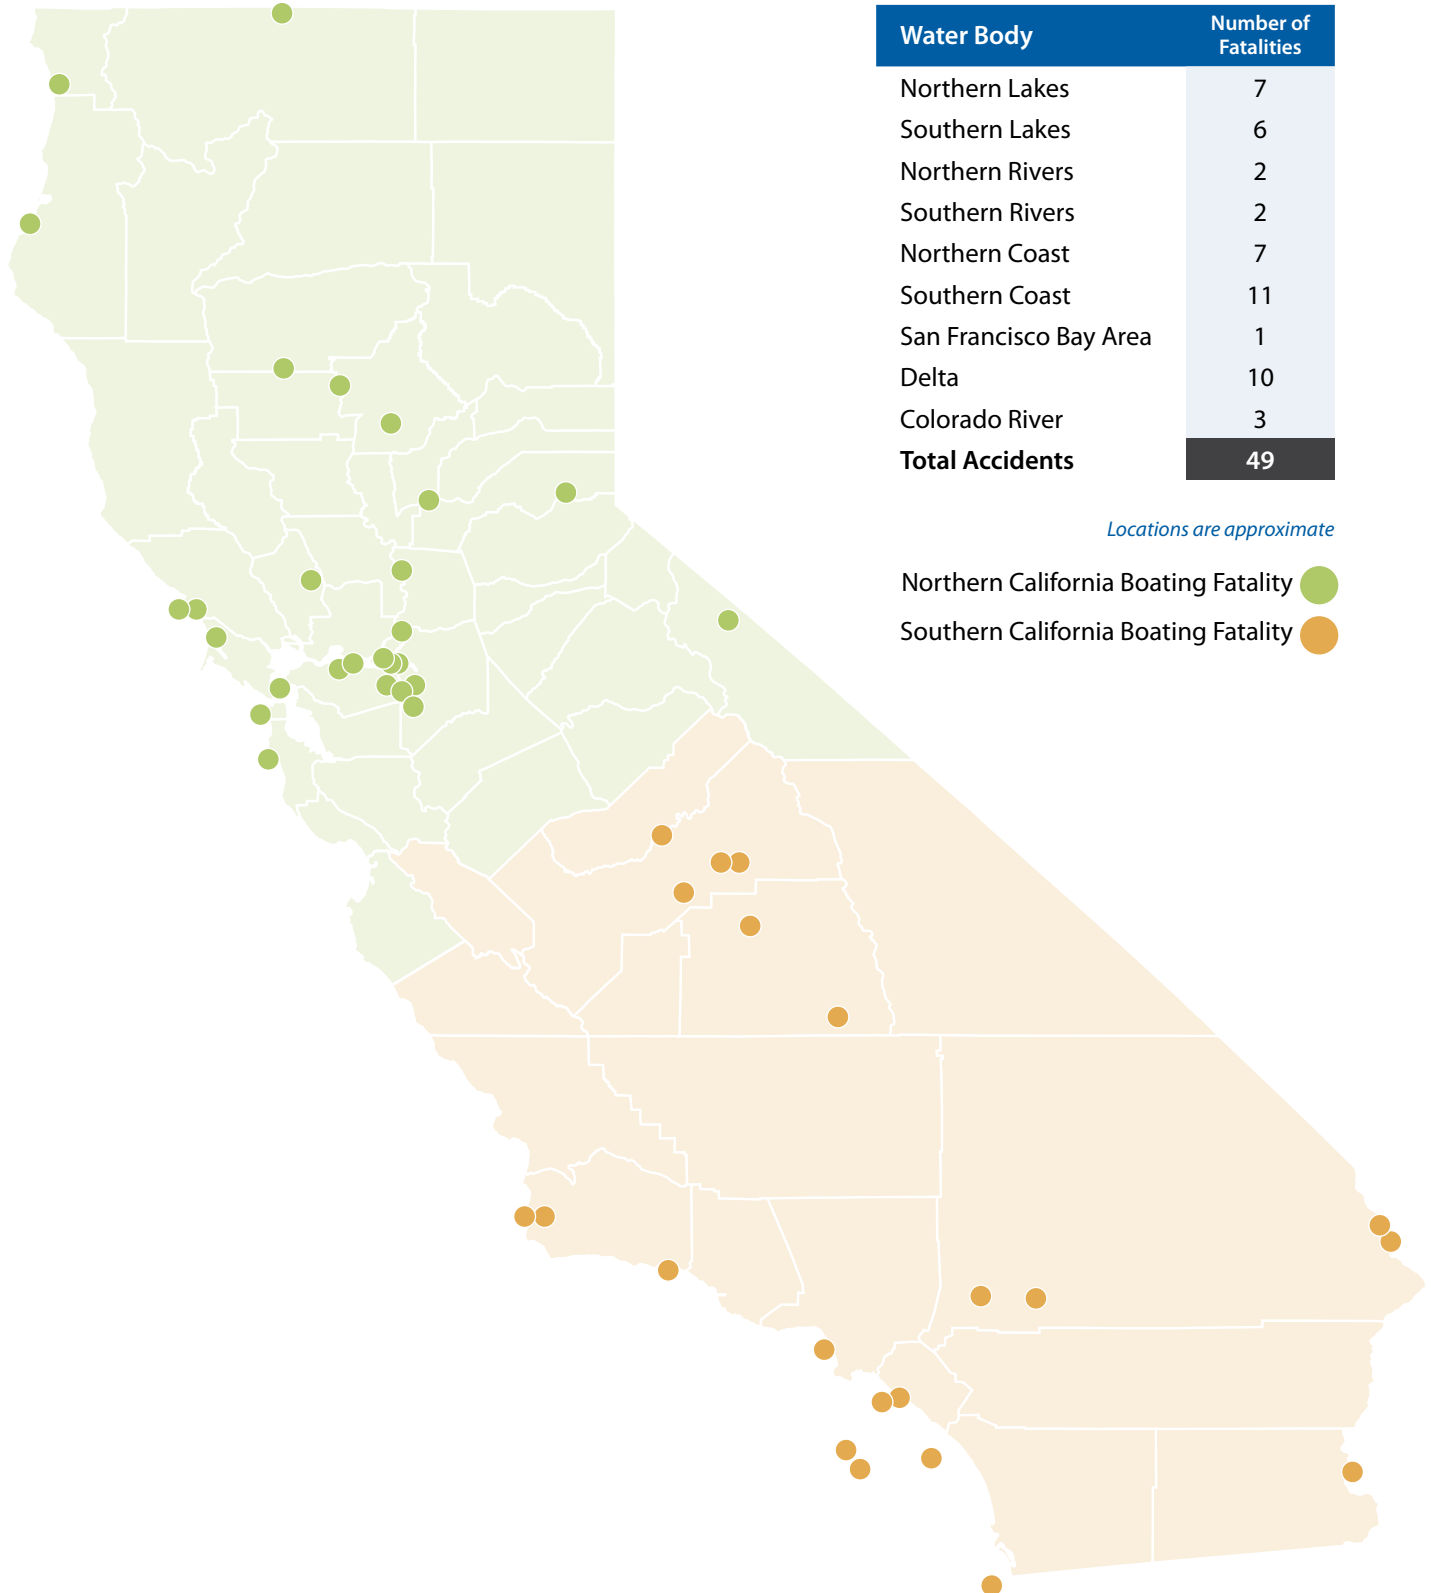 Water Body
Number of
Fatalities
Northern Lakes 7
Southern Lakes 6
Northern Rivers 2
Southern Rivers 2
Northern Coast 7
Southern Coast 11
San Francisco Bay Area 1
Delta 10
Colorado River 3
Total Accidents 49
Locations are approximate
Northern California Boating Fatality
Southern California Boating Fatality